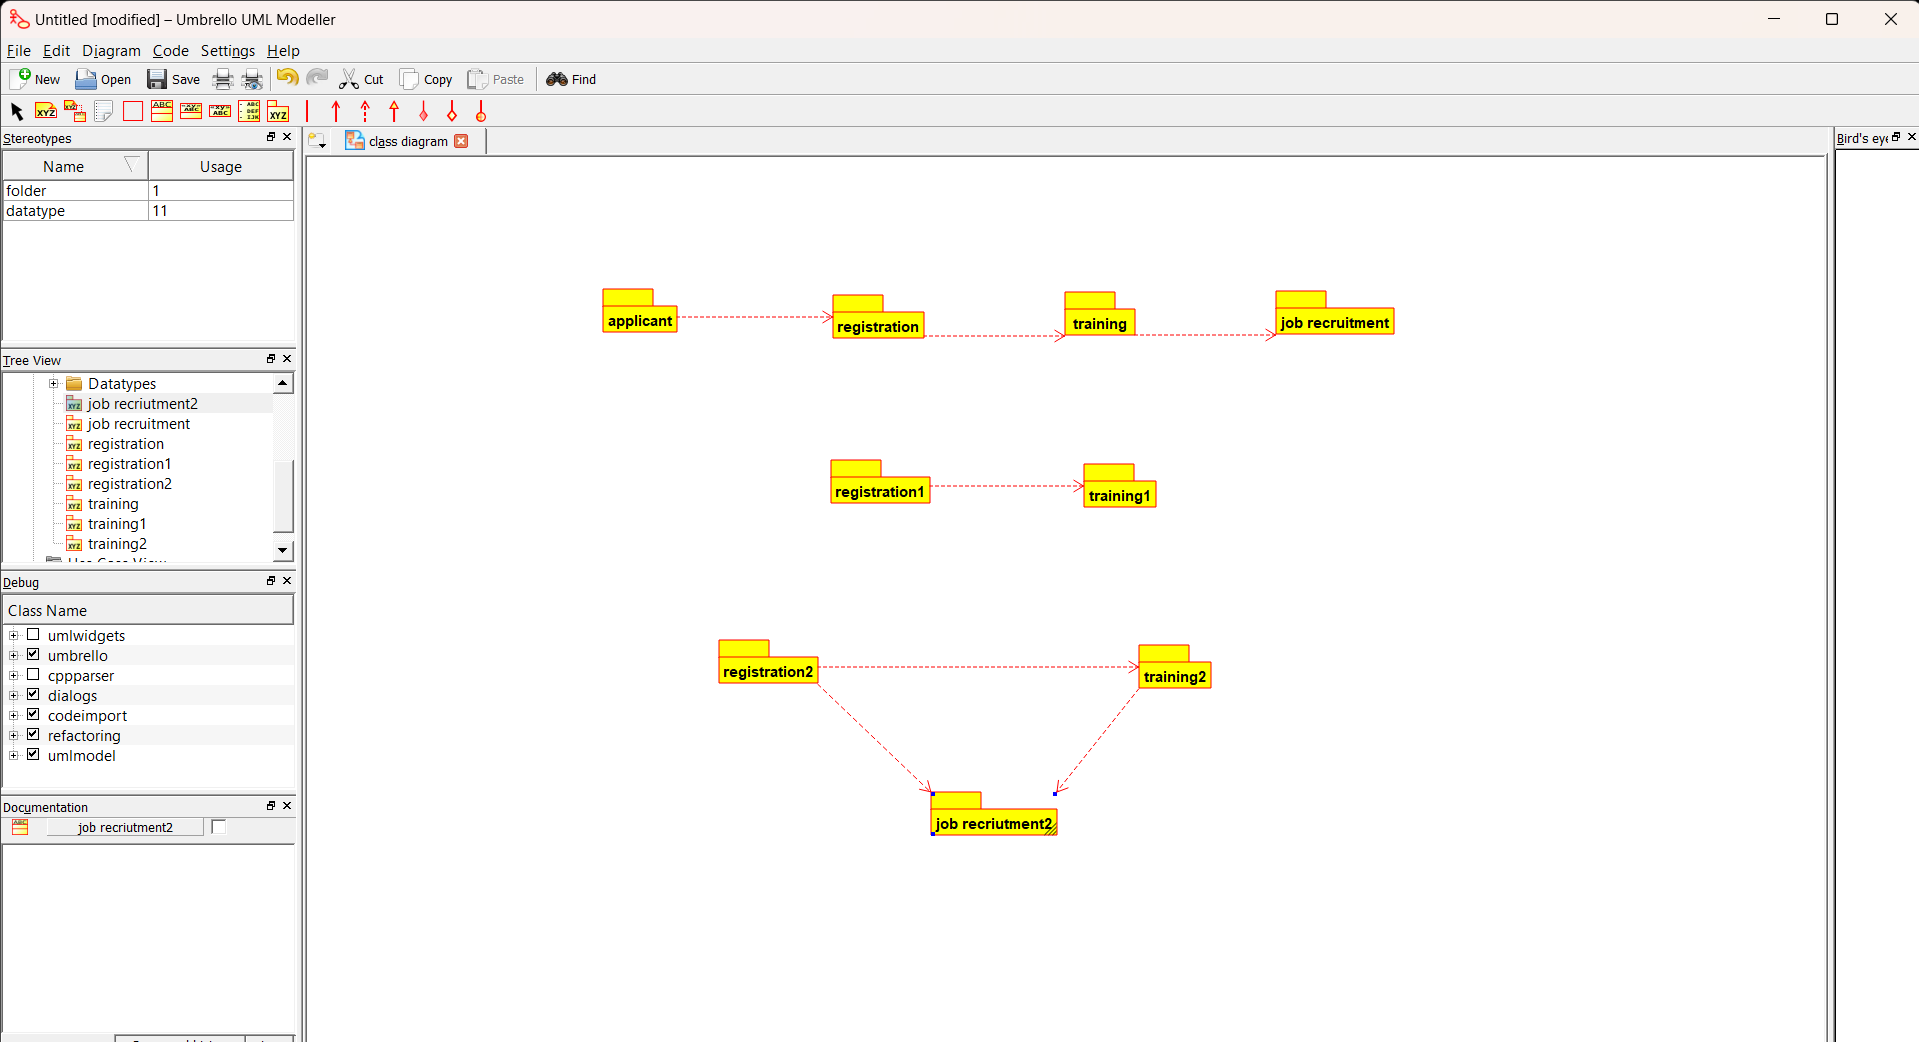 Untitled [modified] – Umbrello UML Modeller
File Edit Diagram Code Settings Help
New Open Save Cut Copy Paste Find
Stereotypes
Name Usage
folder 1
datatype 11
class diagram
Bird's eye
applicant
registration
training
job recruitment
Tree View
Datatypes
job recriutment2
job recruitment
registration
registration1
registration2
training
training1
training2
registration1
training1
Debug
Class Name
umlwidgets
umbrello
cppparser
dialogs
codeimport
refactoring
umlmodel
registration2
training2
job recriutment2
Documentation
job recriutment2